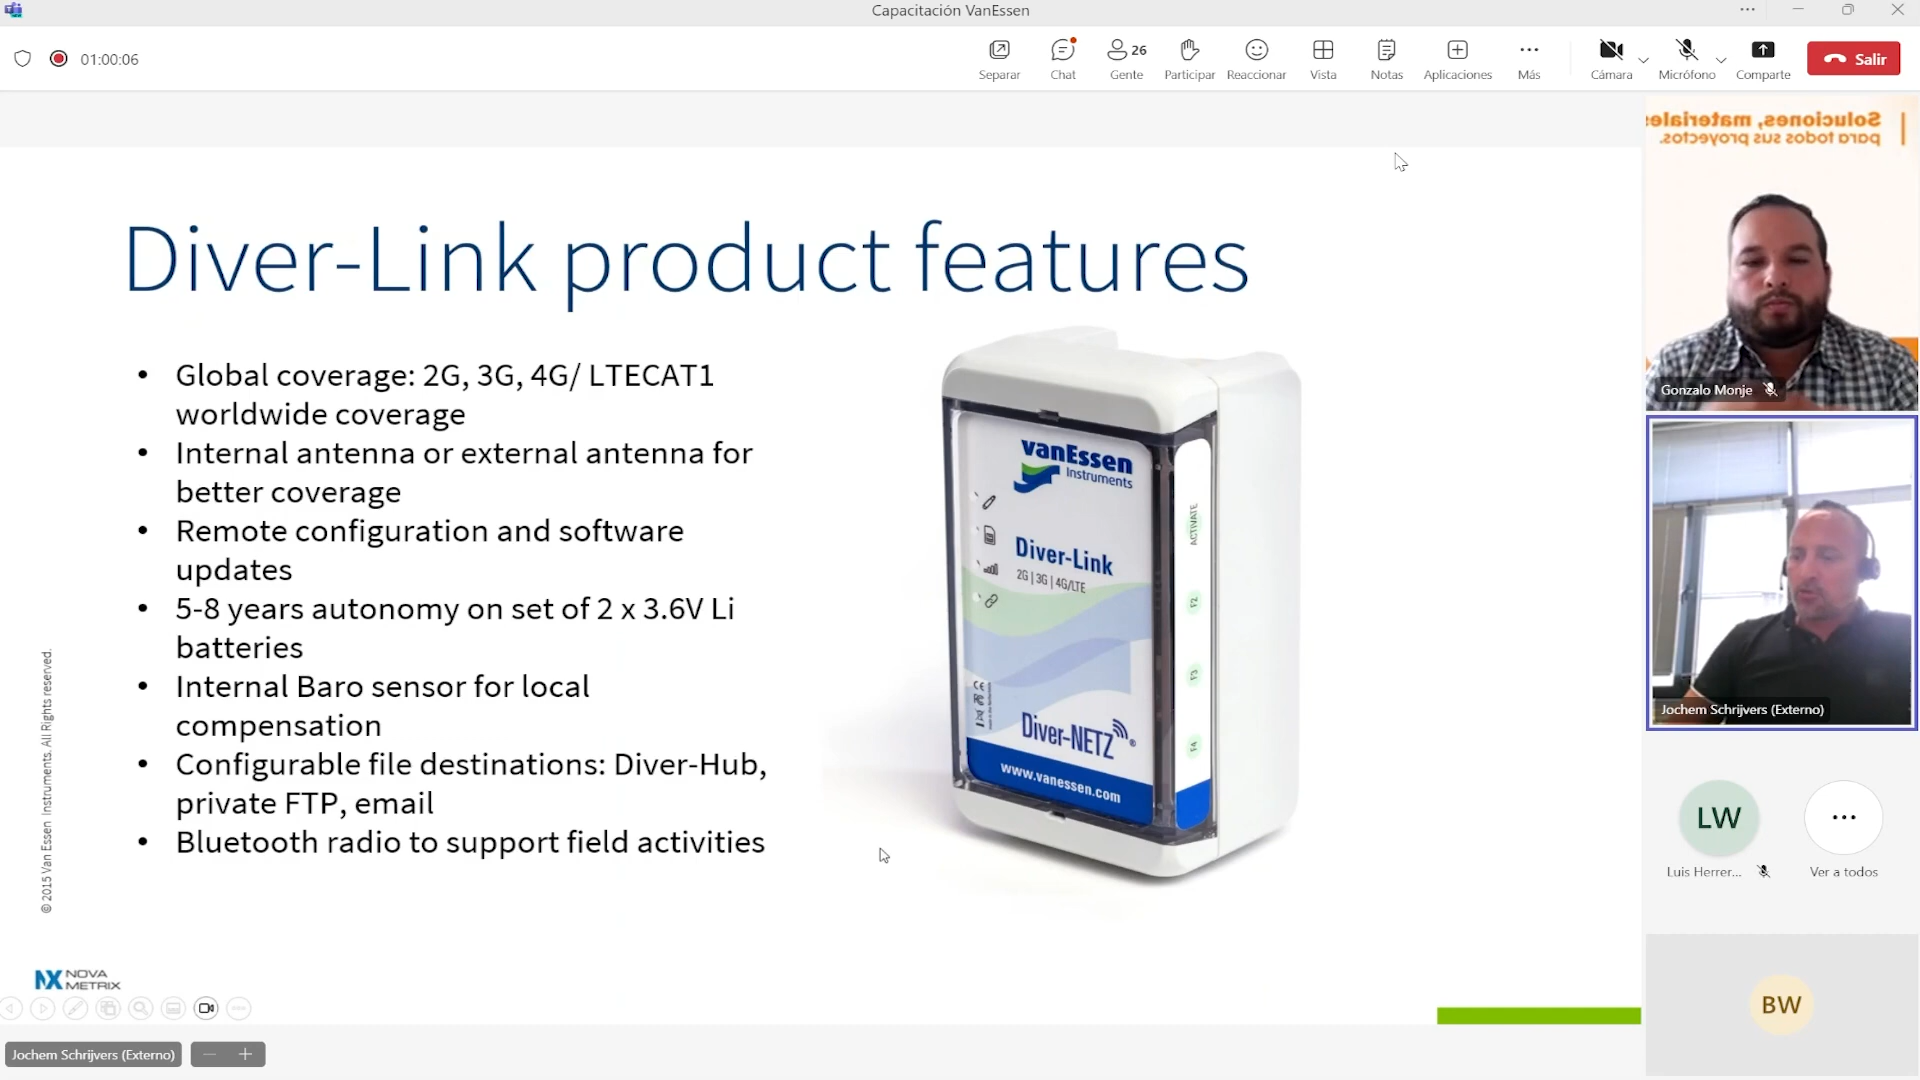 Capacitación VanEssen
01:00:06
Separar
Chat
26
Gente
Participar
Reaccionar
Vista
Notas
Aplicaciones
Más
Cámara
Micrófono
Comparte
Salir
Diver-Link product features
• Global coverage: 2G, 3G, 4G/ LTECAT1
worldwide coverage
• Internal antenna or external antenna for
better coverage
• Remote configuration and software
updates
• 5-8 years autonomy on set of 2 x 3.6V Li
batteries
• Internal Baro sensor for local
compensation
• Configurable file destinations: Diver-Hub,
private FTP, email
• Bluetooth radio to support field activities
© 2015 Van Essen Instruments. All Rights reserved.
NX NOVA
METRIX
vanEssen
Instruments
Diver-Link
2G | 3G | 4G/LTE
CE
Diver-NETZ®
www.vanessen.com
ACTIVATE
F2
F3
F4
Soluciones, materiales
para todos sus proyectos.
Gonzalo Monje
Jochem Schrijvers (Externo)
LW
Luis Herrer...
...
Ver a todos
BW
Jochem Schrijvers (Externo)